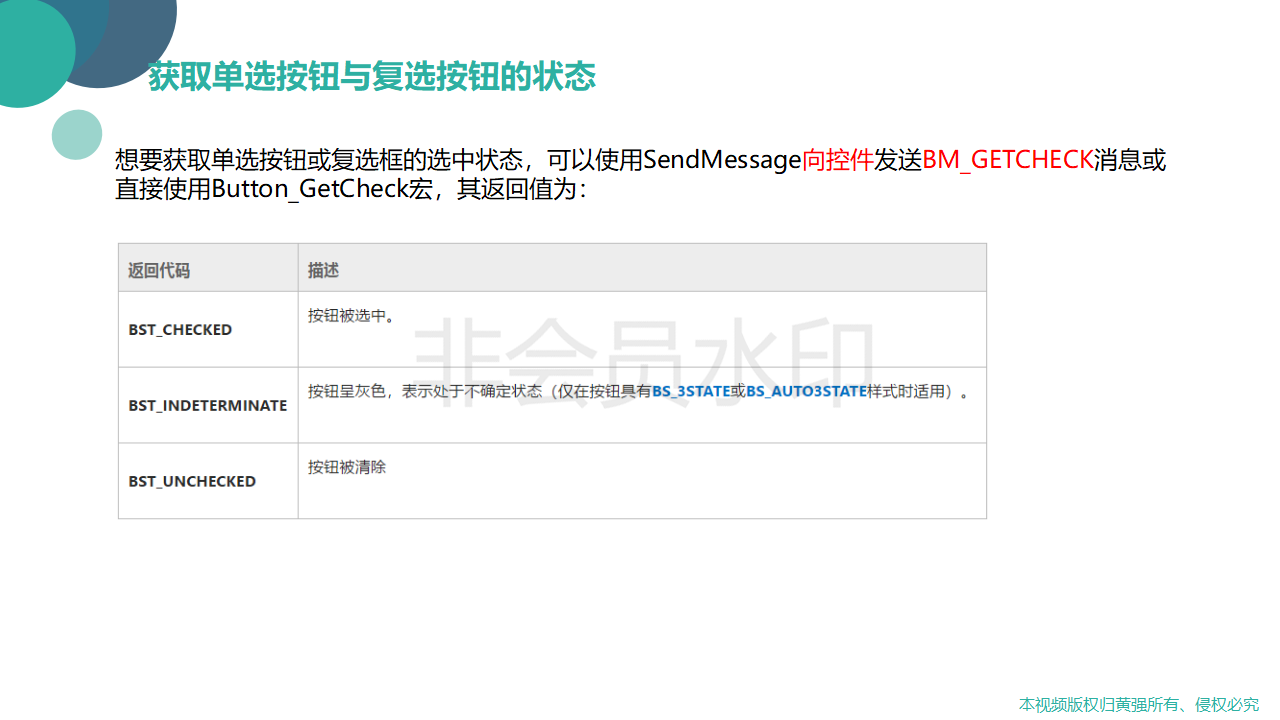 获取单选按钮与复选按钮的状态
想要获取单选按钮或复选框的选中状态，可以使用SendMessage向控件发送BM_GETCHECK消息或
直接使用Button_GetCheck宏，其返回值为：
返回代码 描述
BST_CHECKED 按钮被选中。
非会员水印
BST_INDETERMINATE 按钮呈灰色，表示处于不确定状态（仅在按钮具有BS_3STATE或BS_AUTO3STATE样式时适用）。
BST_UNCHECKED 按钮被清除
本视频版权归黄强所有、侵权必究